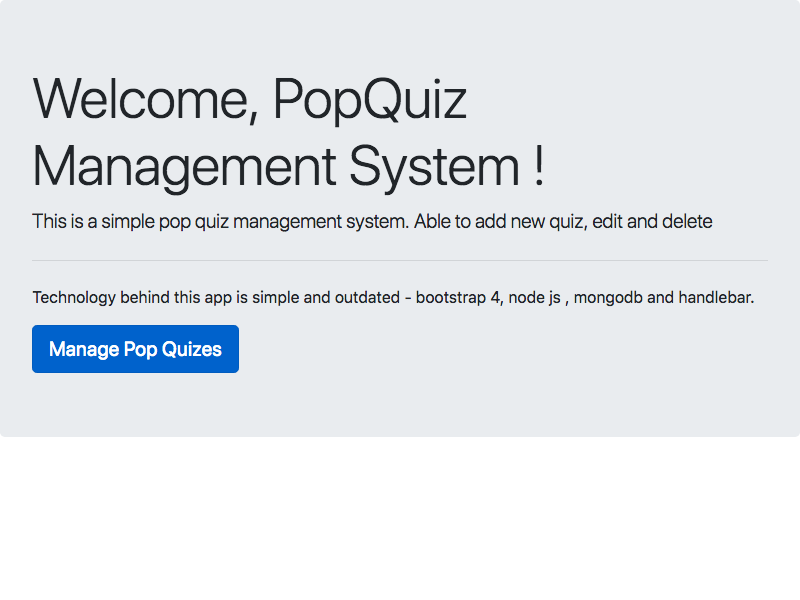 Welcome, PopQuiz
Management System !
This is a simple pop quiz management system. Able to add new quiz, edit and delete
Technology behind this app is simple and outdated - bootstrap 4, node js , mongodb and handlebar.
Manage Pop Quizes